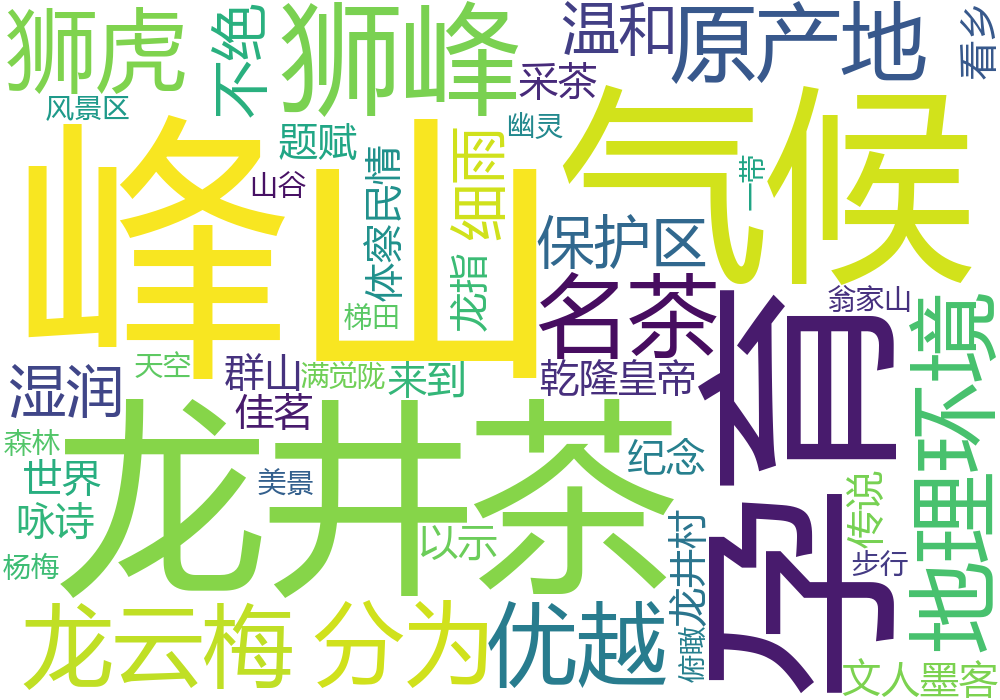 狮虎
不绝
狮峰
温和
原产地
看乡
采茶
风景区
题赋
幽灵
气候
峰山
山谷
体察民情
细雨
龙指
一带
保护区
名茶
翁家山
梯田
孕育
地理环境
天空
群山
满觉陇
来到
乾隆皇帝
湿润
佳茗
龙井茶
森林
世界
美景
纪念
咏诗
以示
传说
龙井村
杨梅
步行
龙云梅
分为
优越
俯瞰
文人墨客